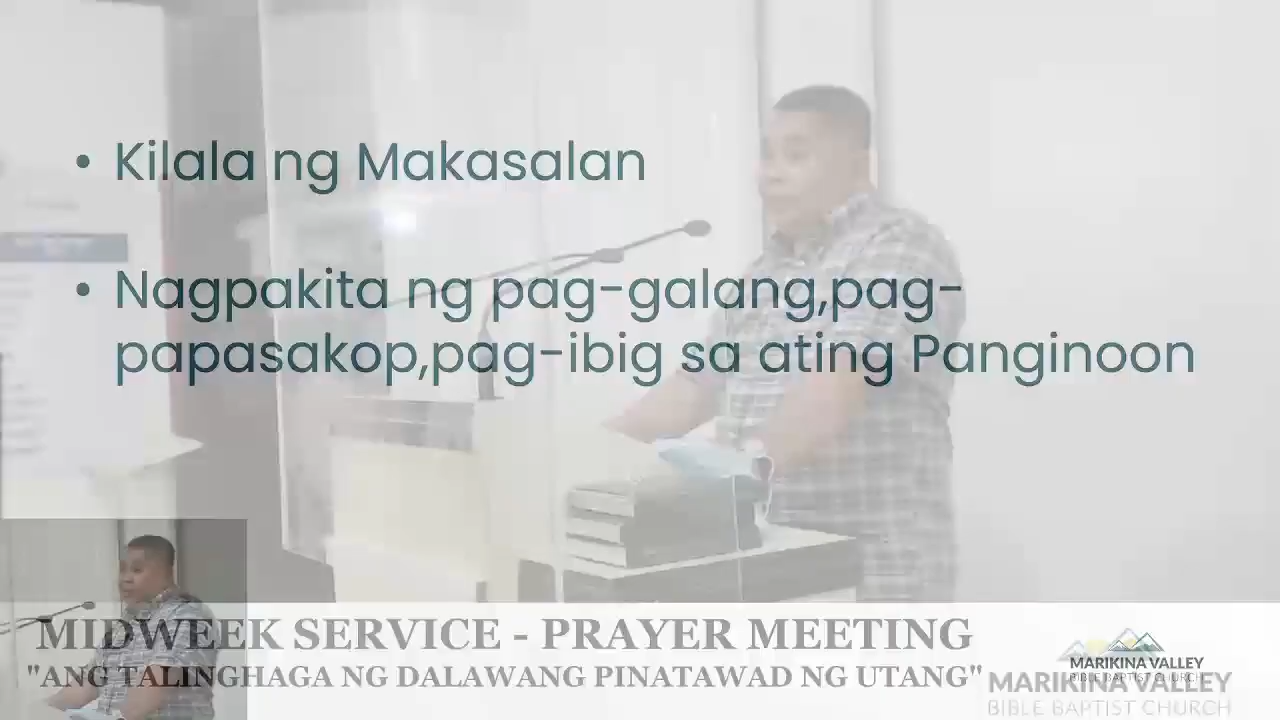 • Kilala ng Makasalan
• Nagpakita ng pag-galang,pag-
papasakop,pag-ibig sa ating Panginoon
MIDWEEK SERVICE - PRAYER MEETING
"ANG TALINGHAGA NG DALAWANG PINATAWAD NG UTANG"
MARIKINA VALLEY
BIBLE BAPTIST CHURCH
MARIKINA VALLEY
BIBLE BAPTIST CHURCH